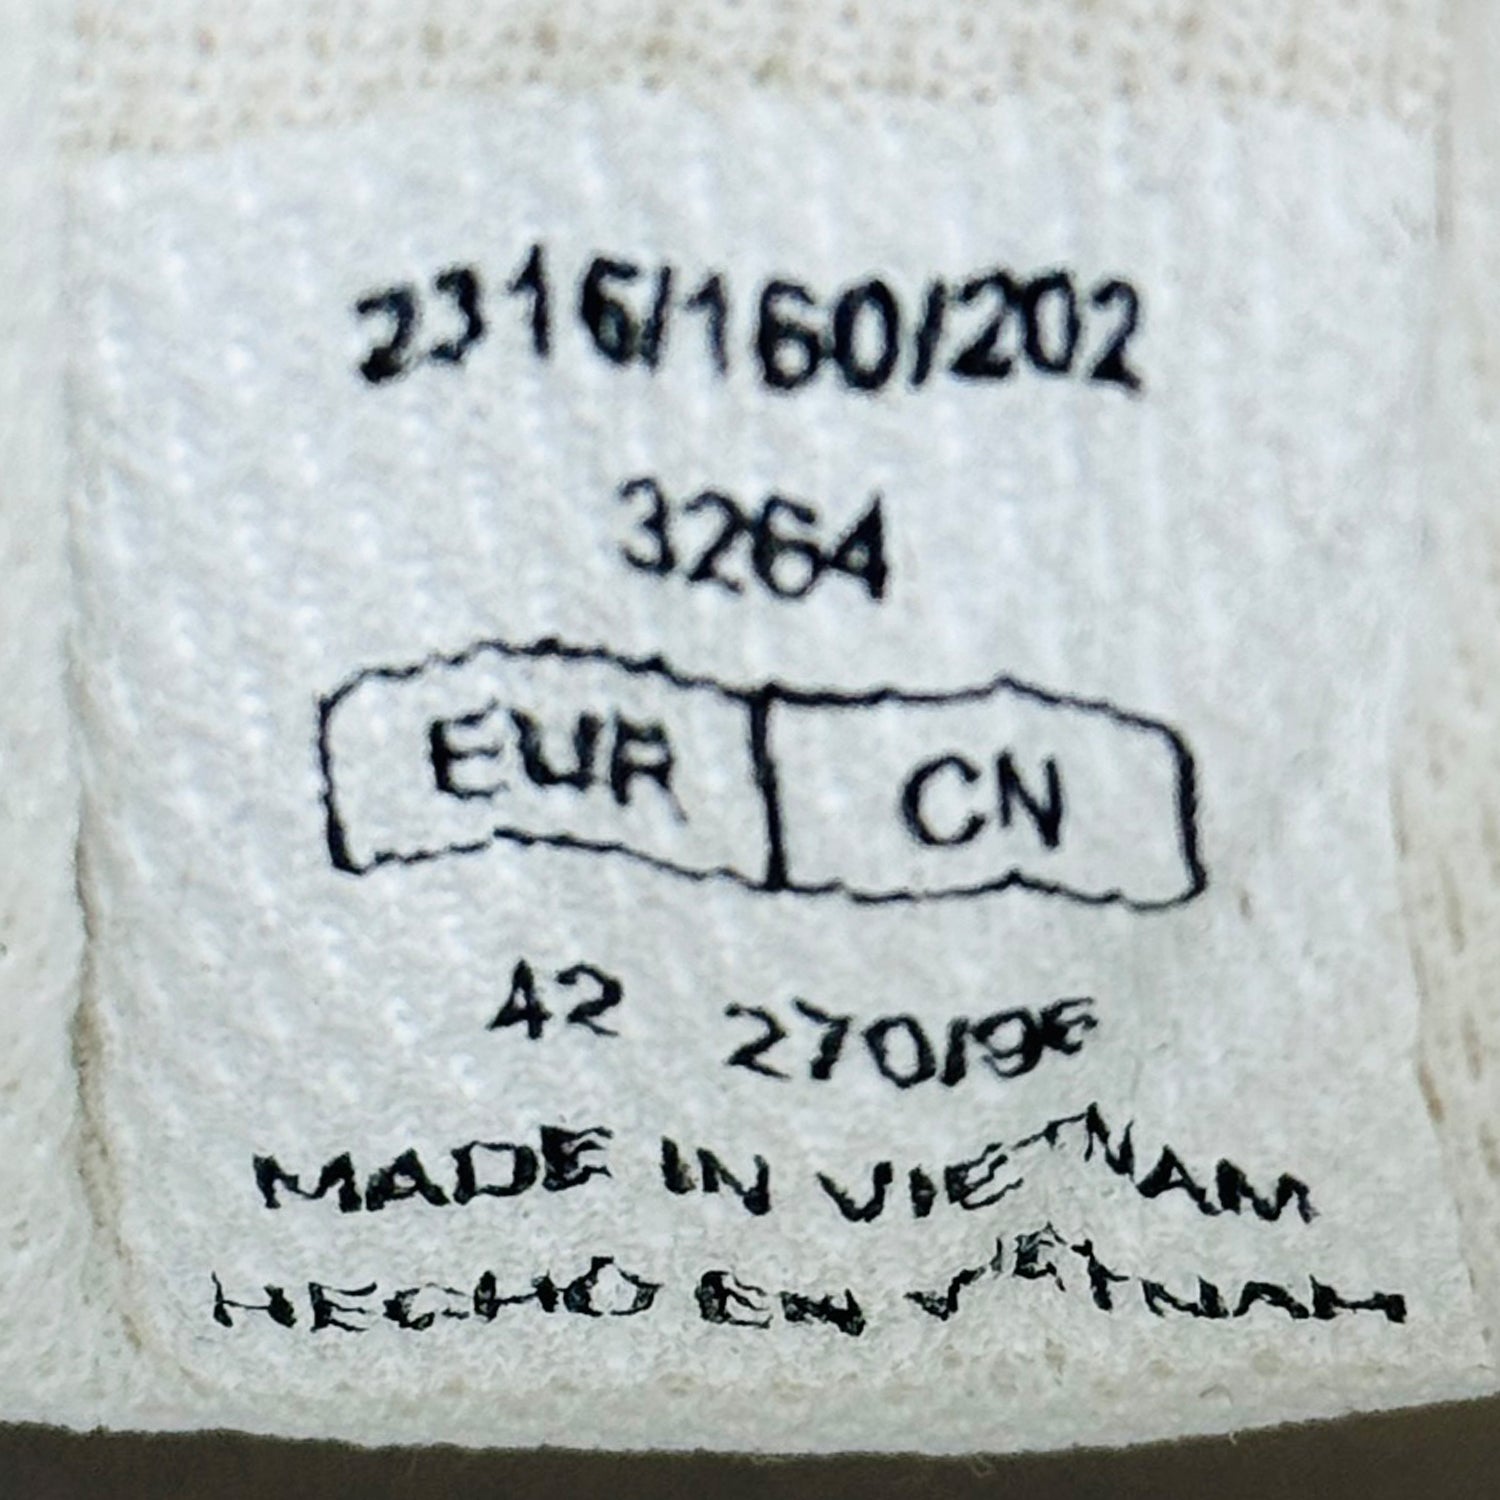 2316/160/202
3264
EUR CN
42 270/96
MADE IN VIETNAM
HECHO EN VIETNAM